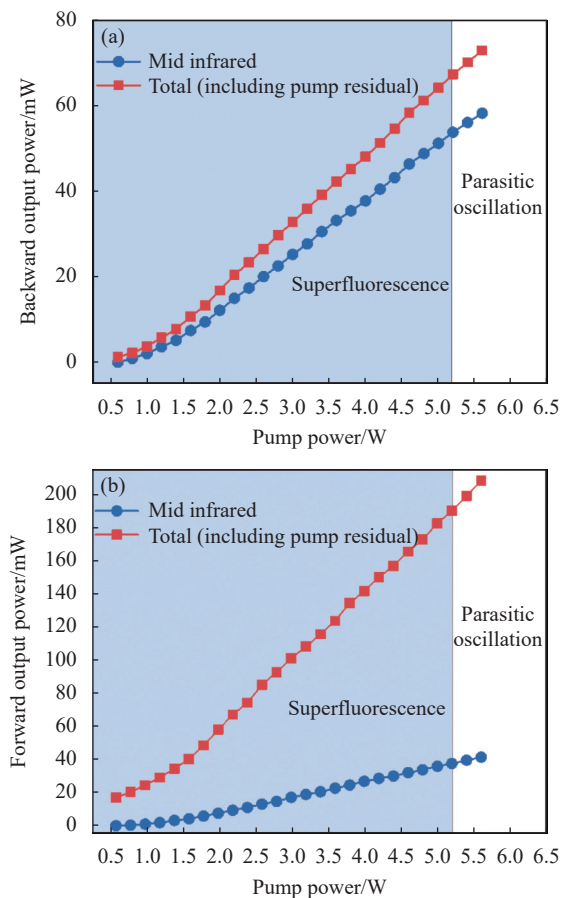 (a)
Mid infrared
Total (including pump residual)
80
60
40
20
0
Backward output power/mW
Parasitic
oscillation
Superfluorescence
0.5 1.0 1.5 2.0 2.5 3.0 3.5 4.0 4.5 5.0 5.5 6.0 6.5
Pump power/W
(b)
Mid infrared
Total (including pump residual)
200
180
160
140
120
100
80
60
40
20
0
Forward output power/mW
Parasitic
oscillation
Superfluorescence
0.5 1.0 1.5 2.0 2.5 3.0 3.5 4.0 4.5 5.0 5.5 6.0 6.5
Pump power/W